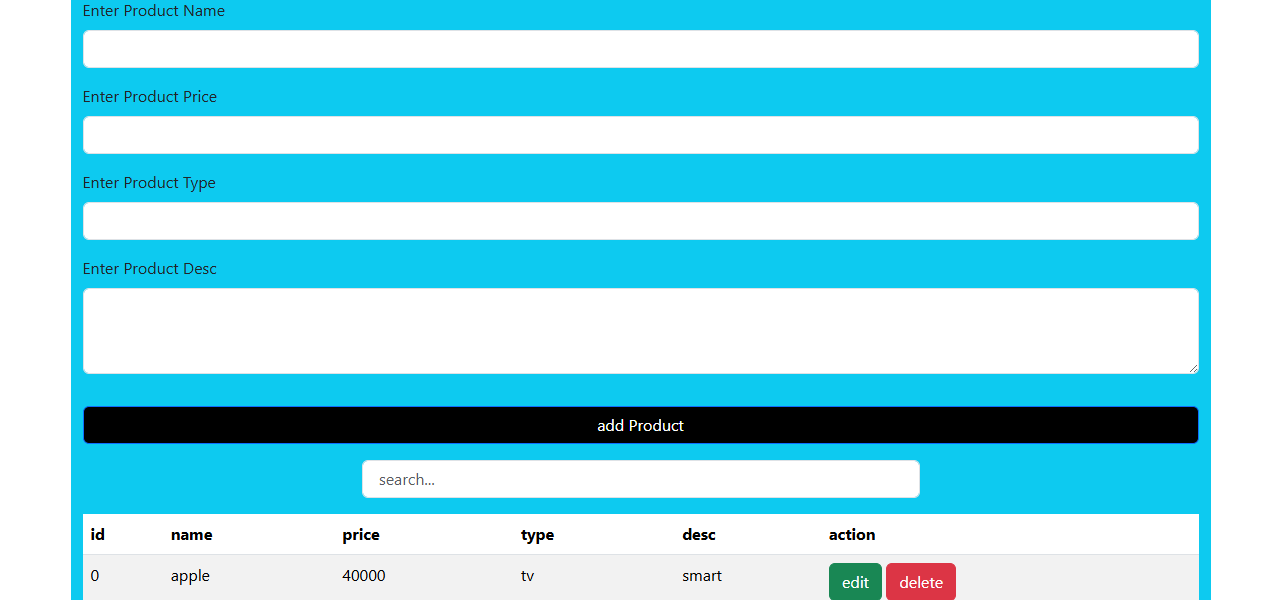 Enter Product Name
Enter Product Price
Enter Product Type
Enter Product Desc
add Product
search...
id name price type desc action
0 apple 40000 tv smart edit delete